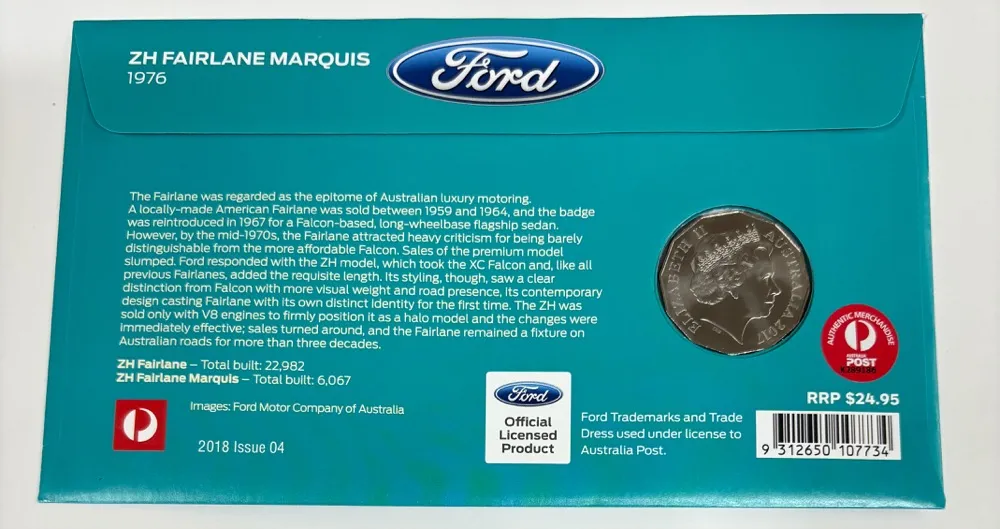 ZH FAIRLANE MARQUIS
1976
Ford
The Fairlane was regarded as the epitome of Australian luxury motoring.
A locally-made American Fairlane was sold between 1959 and 1964, and the badge
was reintroduced in 1967 for a Falcon-based, long-wheelbase flagship sedan.
However, by the mid-1970s, the Fairlane attracted heavy criticism for being barely
distinguishable from the more affordable Falcon. Sales of the premium model
slumped. Ford responded with the ZH model, which took the XC Falcon and, like all
previous Fairlanes, added the requisite length. Its styling, though, saw a clear
distinction from Falcon with more visual weight and road presence, its contemporary
design casting Fairlane with its own distinct identity for the first time. The ZH was
sold only with V8 engines to firmly position it as a halo model and the changes were
immediately effective; sales turned around, and the Fairlane remained a fixture on
Australian roads for more than three decades.
ZH Fairlane – Total built: 22,982
ZH Fairlane Marquis – Total built: 6,067
Images: Ford Motor Company of Australia
2018 Issue 04
ELIZABETH II AUSTRALIA 2017
AUTHENTIC MERCHANDISE
AUSTRALIA
POST
Ford
Official
Licensed
Product
Ford Trademarks and Trade
Dress used under license to
Australia Post.
RRP $24.95
9 312650 107734